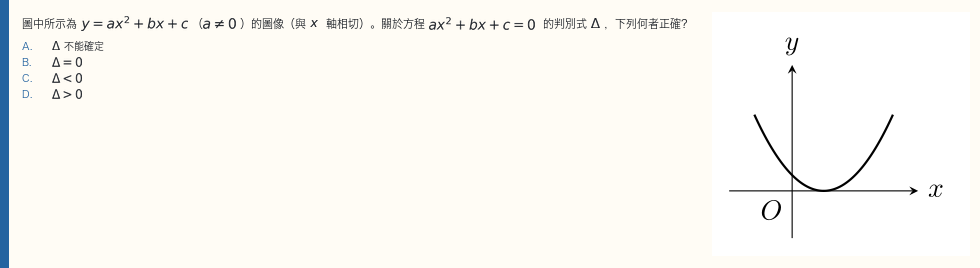 圖中所示為 y = ax² + bx + c （a ≠ 0）的圖像（與 x 軸相切）。關於方程 ax² + bx + c = 0 的判別式 Δ ，下列何者正確?
A. Δ 不能確定
B. Δ = 0
C. Δ < 0
D. Δ > 0
y
x
O